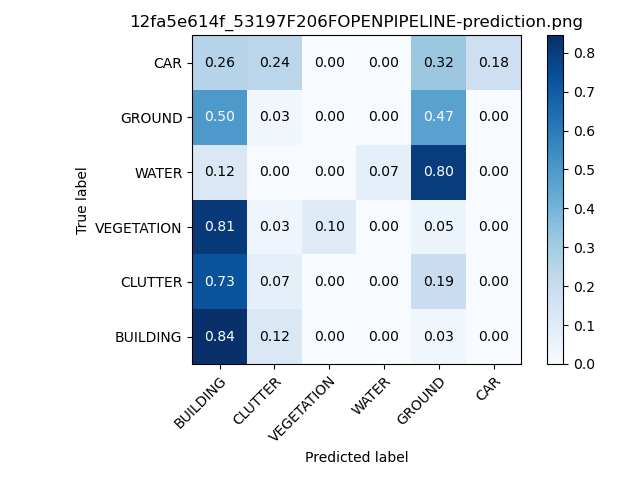 12fa5e614f_53197F206FOPENPIPELINE-prediction.png
True label
CAR 0.26 0.24 0.00 0.00 0.32 0.18
GROUND 0.50 0.03 0.00 0.00 0.47 0.00
WATER 0.12 0.00 0.00 0.07 0.80 0.00
VEGETATION 0.81 0.03 0.10 0.00 0.05 0.00
CLUTTER 0.73 0.07 0.00 0.00 0.19 0.00
BUILDING 0.84 0.12 0.00 0.00 0.03 0.00
BUILDING CLUTTER VEGETATION WATER GROUND CAR
Predicted label
0.8
0.7
0.6
0.5
0.4
0.3
0.2
0.1
0.0